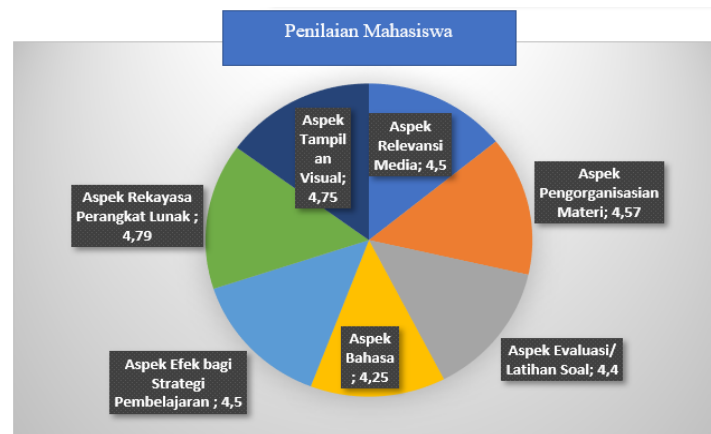 Penilaian Mahasiswa
Aspek
Tampil
an
Visual;
4,75
Aspek
Relevansi
Media; 4,5
Aspek
Pengorganisasian
Materi; 4,57
Aspek Rekayasa
Perangkat Lunak ;
4,79
Aspek
Bahasa
; 4,25
Aspek Evaluasi/
Latihan Soal; 4,4
Aspek Efek bagi
Strategi
Pembelajaran ; 4,5